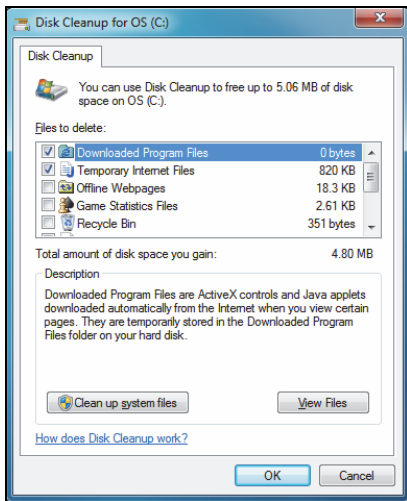 Disk Cleanup for OS (C:)
Disk Cleanup
You can use Disk Cleanup to free up to 5.06 MB of disk
space on OS (C:).
Files to delete:
Downloaded Program Files 0 bytes
Temporary Internet Files 820 KB
Offline Webpages 18.3 KB
Game Statistics Files 2.61 KB
Recycle Bin 351 bytes
Total amount of disk space you gain: 4.80 MB
Description
Downloaded Program Files are ActiveX controls and Java applets
downloaded automatically from the Internet when you view certain
pages. They are temporarily stored in the Downloaded Program
Files folder on your hard disk.
Clean up system files View Files
How does Disk Cleanup work?
OK Cancel